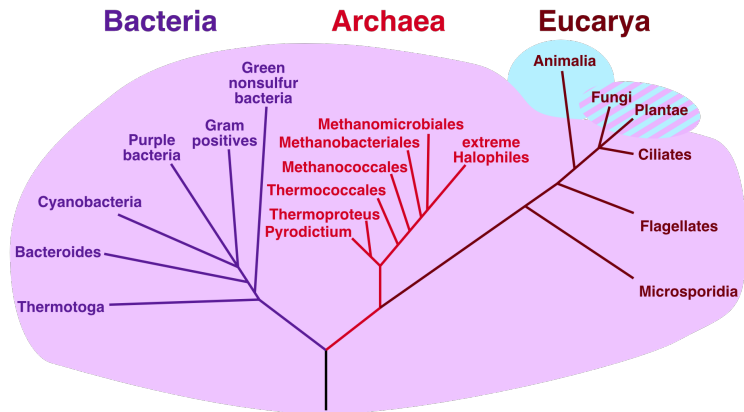 Bacteria
Archaea
Eucarya
Green
nonsulfur
bacteria
Gram
positives
Purple
bacteria
Cyanobacteria
Bacteroides
Thermotoga
Methanomicrobiales
Methanobacteriales
Methanococcales
Thermococcales
Thermoproteus
Pyrodictium
extreme
Halophiles
Animalia
Fungi
Plantae
Ciliates
Flagellates
Microsporidia